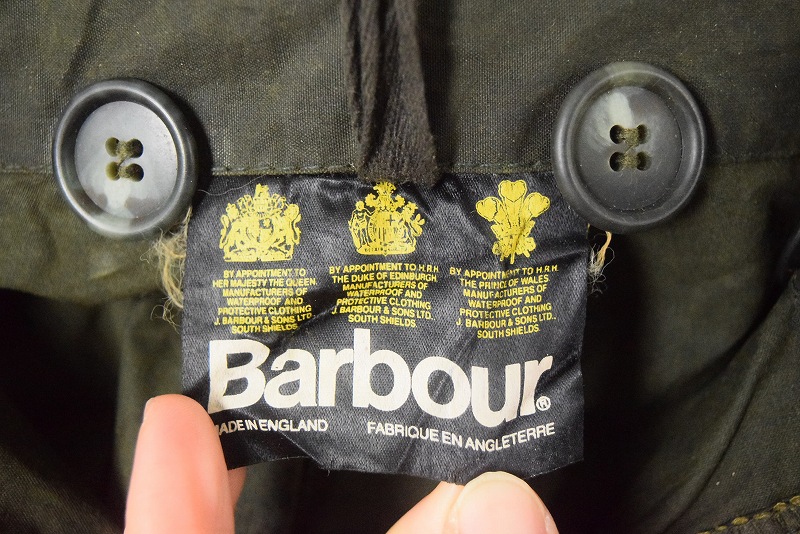 BY APPOINTMENT TO
HER MAJESTY THE QUEEN
MANUFACTURERS OF
WATERPROOF AND
PROTECTIVE CLOTHING
J. BARBOUR & SONS LTD.
SOUTH SHIELDS
BY APPOINTMENT TO H.R.H.
THE DUKE OF EDINBURGH
MANUFACTURERS OF
WATERPROOF AND
PROTECTIVE CLOTHING
J. BARBOUR & SONS LTD.
SOUTH SHIELDS.
BY APPOINTMENT TO H.R.H.
THE PRINCE OF WALES
MANUFACTURERS OF
WATERPROOF AND
PROTECTIVE CLOTHING
J. BARBOUR & SONS LTD.,
SOUTH SHIELDS.
Barbour®
MADE IN ENGLAND FABRIQUE EN ANGLETERRE